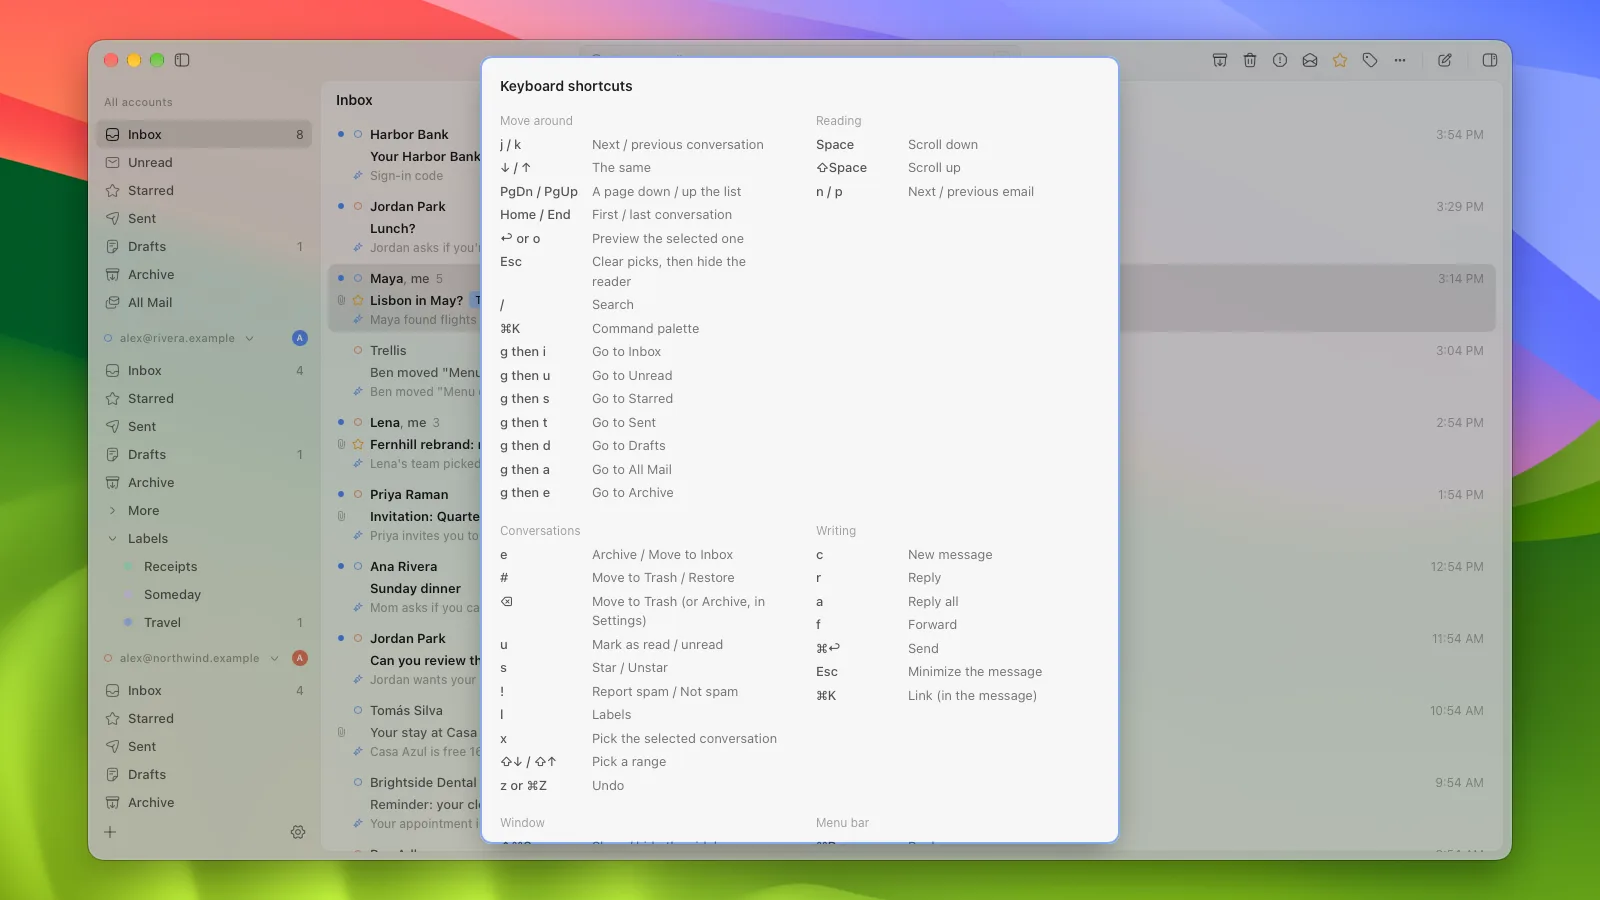 All accounts
Inbox 8
Unread
Starred
Sent
Drafts 1
Archive
All Mail
alex@rivera.example A
Inbox 4
Starred
Sent
Drafts 1
Archive
More
Labels
Receipts
Someday
Travel 1
alex@northwind.example A
Inbox 4
Starred
Sent
Drafts
Archive
Inbox
Harbor Bank 3:54 PM
Your Harbor Bank
Sign-in code
Jordan Park 3:29 PM
Lunch?
Jordan asks if you'
Maya, me 5 3:14 PM
Lisbon in May? T
Maya found flights
Trellis 3:04 PM
Ben moved "Menu
Ben moved "Menu
Lena, me 3 2:54 PM
Fernhill rebrand:
Lena's team picked
Priya Raman 1:54 PM
Invitation: Quarte
Priya invites you to
Ana Rivera 12:54 PM
Sunday dinner
Mom asks if you ca
Jordan Park 11:54 AM
Can you review th
Jordan wants your
Tomás Silva 10:54 AM
Your stay at Casa
Casa Azul is free 16
Brightside Dental 9:54 AM
Reminder: your cle
Your appointment i
Keyboard shortcuts
Move around
j / k Next / previous conversation
↓ / ↑ The same
PgDn / PgUp A page down / up the list
Home / End First / last conversation
↩ or o Preview the selected one
Esc Clear picks, then hide the
reader
/ Search
⌘K Command palette
g then i Go to Inbox
g then u Go to Unread
g then s Go to Starred
g then t Go to Sent
g then d Go to Drafts
g then a Go to All Mail
g then e Go to Archive
Reading
Space Scroll down
⇧Space Scroll up
n / p Next / previous email
Conversations
e Archive / Move to Inbox
# Move to Trash / Restore
⌫ Move to Trash (or Archive, in
Settings)
u Mark as read / unread
s Star / Unstar
! Report spam / Not spam
l Labels
x Pick the selected conversation
⇧↓ / ⇧↑ Pick a range
z or ⌘Z Undo
Writing
c New message
r Reply
a Reply all
f Forward
⌘↩ Send
Esc Minimize the message
⌘K Link (in the message)
Window
Menu bar